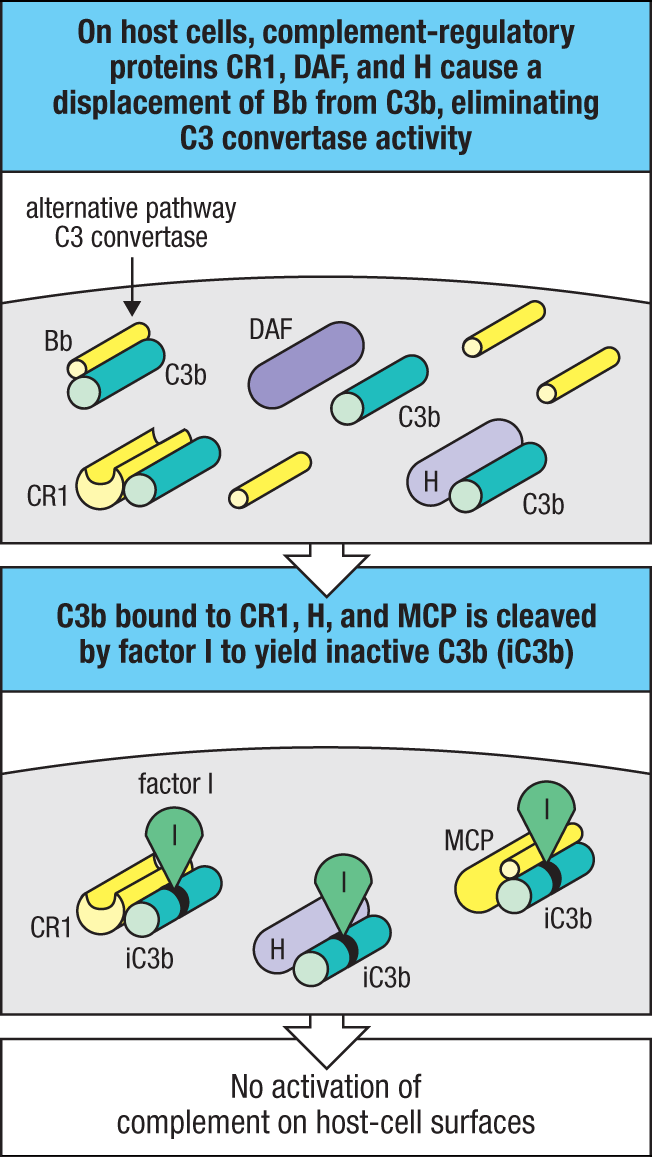 On host cells, complement-regulatory
proteins CR1, DAF, and H cause a
displacement of Bb from C3b, eliminating
C3 convertase activity
alternative pathway
C3 convertase
Bb
C3b
DAF
C3b
CR1
H
C3b
C3b bound to CR1, H, and MCP is cleaved
by factor I to yield inactive C3b (iC3b)
factor I
I
CR1
iC3b
I
H
iC3b
I
MCP
iC3b
No activation of
complement on host-cell surfaces